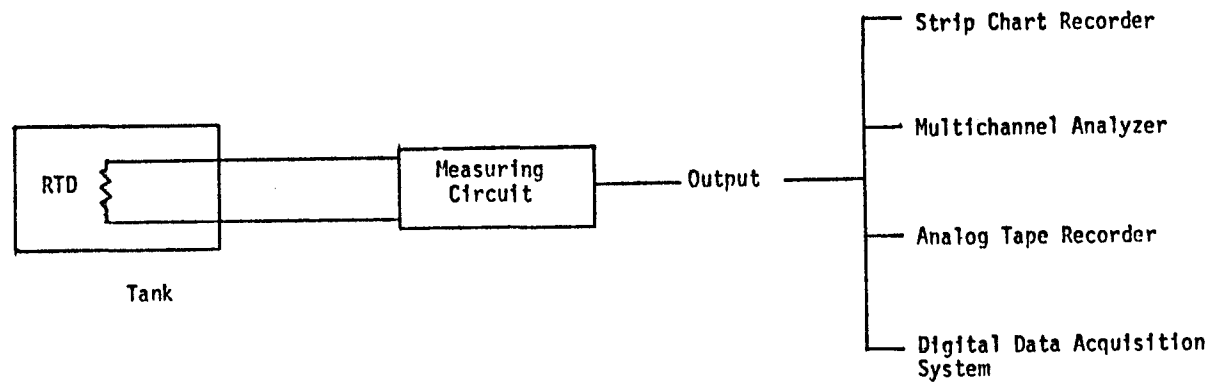 Strip Chart Recorder
Multichannel Analyzer
RTD
Measuring
Circuit
Output
Analog Tape Recorder
Tank
Digital Data Acquisition
System